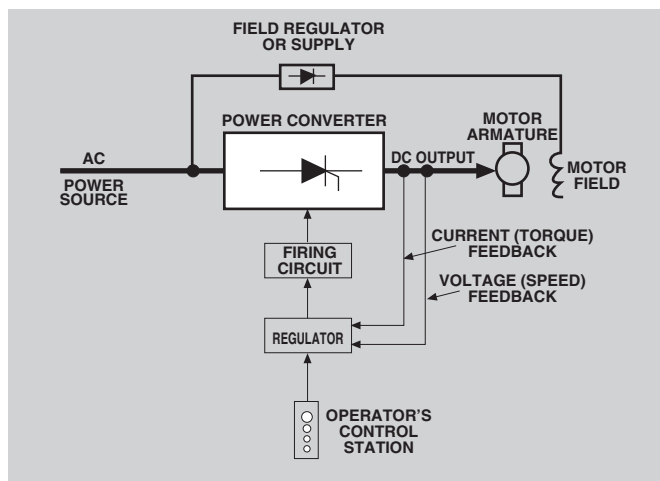 FIELD REGULATOR
OR SUPPLY
POWER CONVERTER
MOTOR
ARMATURE
AC
POWER
SOURCE
DC OUTPUT
MOTOR
FIELD
FIRING
CIRCUIT
CURRENT (TORQUE)
FEEDBACK
VOLTAGE (SPEED)
FEEDBACK
REGULATOR
OPERATOR'S
CONTROL
STATION